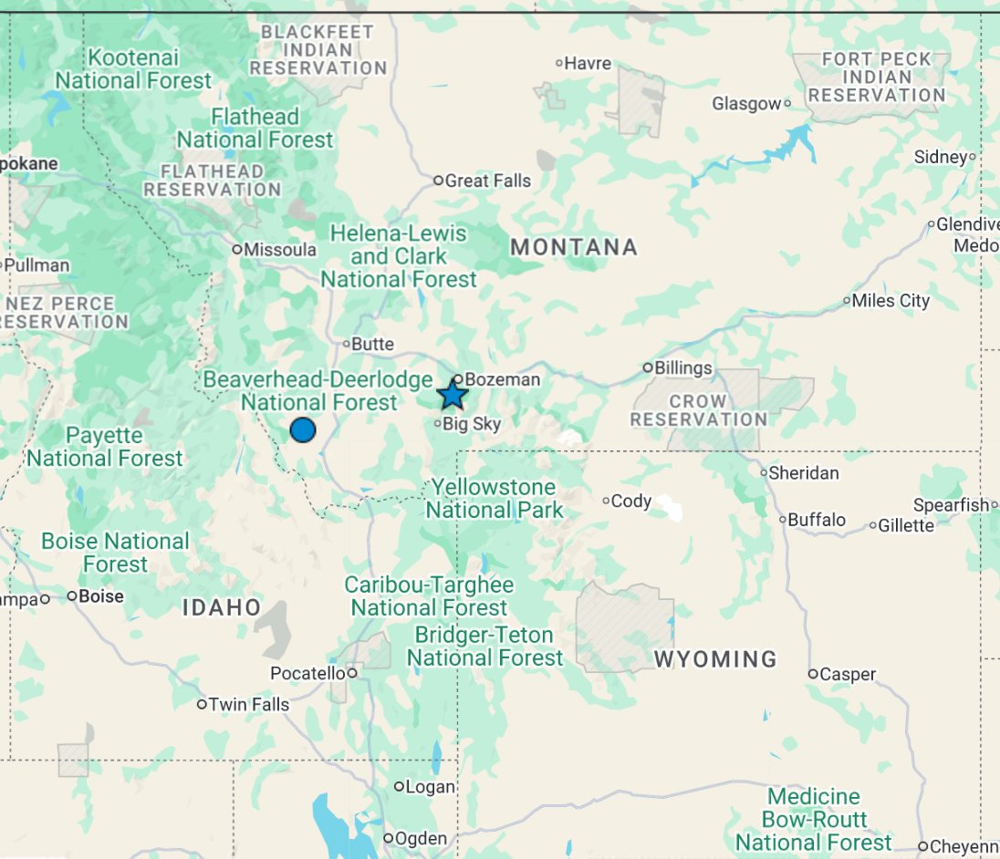 BLACKFEET
INDIAN
RESERVATION
Kootenai
National Forest
Havre
FORT PECK
INDIAN
RESERVATION
Glasgow
Flathead
National Forest
pokane
FLATHEAD
RESERVATION
Sidney
Great Falls
Glendive
Medo
Helena-Lewis
and Clark
National Forest
MONTANA
Missoula
Pullman
NEZ PERCE
RESERVATION
Miles City
Butte
Billings
Beaverhead-Deerlodge
National Forest
Bozeman
CROW
RESERVATION
Big Sky
Payette
National Forest
Sheridan
Yellowstone
National Park
Cody
Spearfish
Buffalo
Gillette
Boise National
Forest
ampa
Boise
IDAHO
Caribou-Targhee
National Forest
Bridger-Teton
National Forest
WYOMING
Pocatello
Casper
Twin Falls
Logan
Medicine
Bow-Routt
National Forest
Ogden
Cheyenn